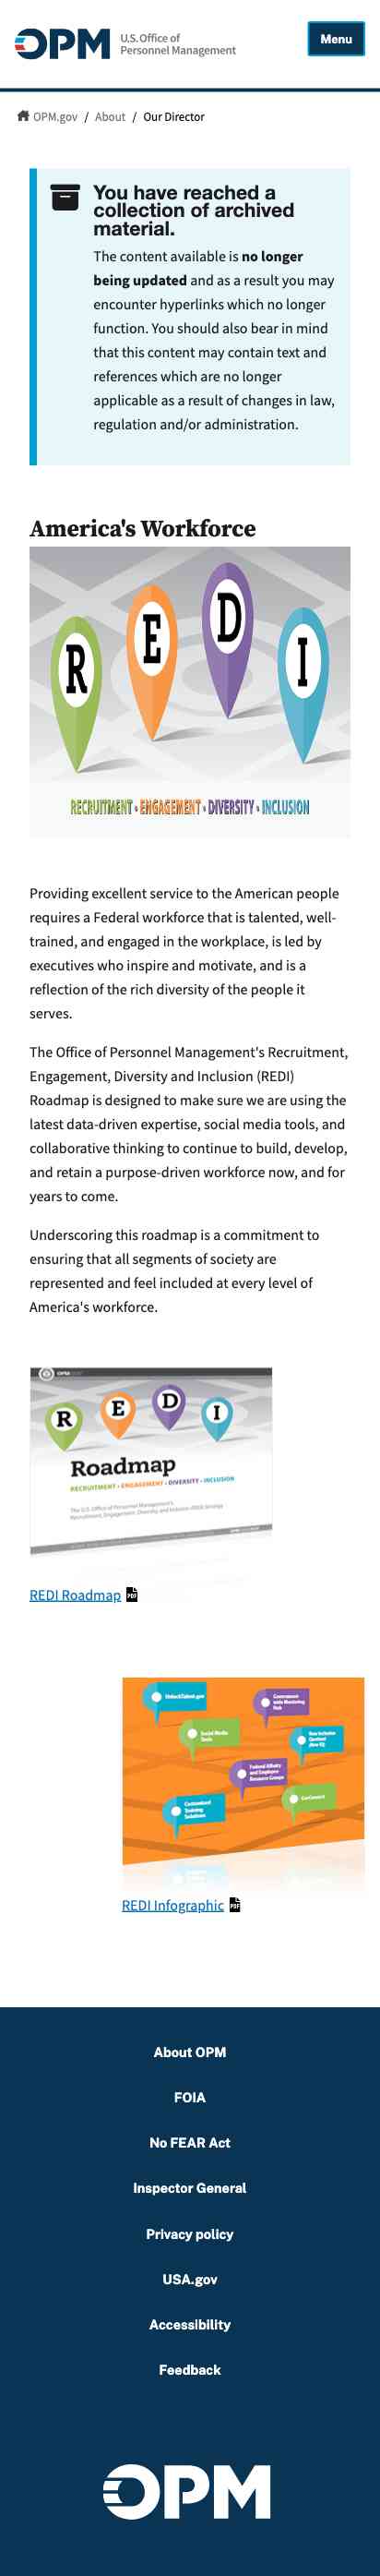 OPM
U.S. Office of
Personnel Management
Menu
OPM.gov / About / Our Director
You have reached a
collection of archived
material.
The content available is no longer
being updated and as a result you may
encounter hyperlinks which no longer
function. You should also bear in mind
that this content may contain text and
references which are no longer
applicable as a result of changes in law,
regulation and/or administration.
America's Workforce
R E D I
RECRUITMENT • ENGAGEMENT • DIVERSITY • INCLUSION
Providing excellent service to the American people
requires a Federal workforce that is talented, well-
trained, and engaged in the workplace, is led by
executives who inspire and motivate, and is a
reflection of the rich diversity of the people it
serves.
The Office of Personnel Management's Recruitment,
Engagement, Diversity and Inclusion (REDI)
Roadmap is designed to make sure we are using the
latest data-driven expertise, social media tools, and
collaborative thinking to continue to build, develop,
and retain a purpose-driven workforce now, and for
years to come.
Underscoring this roadmap is a commitment to
ensuring that all segments of society are
represented and feel included at every level of
America's workforce.
R E D I
Roadmap
RECRUITMENT • ENGAGEMENT • DIVERSITY • INCLUSION
The U.S. Office of Personnel Management's
Recruitment, Engagement, Diversity and Inclusion (REDI) Strategy
REDI Roadmap PDF
Social Media
Tools
Federal Affinity
and Employee
Resource Groups
Training
REDI Infographic PDF
About OPM
FOIA
No FEAR Act
Inspector General
Privacy policy
USA.gov
Accessibility
Feedback
OPM